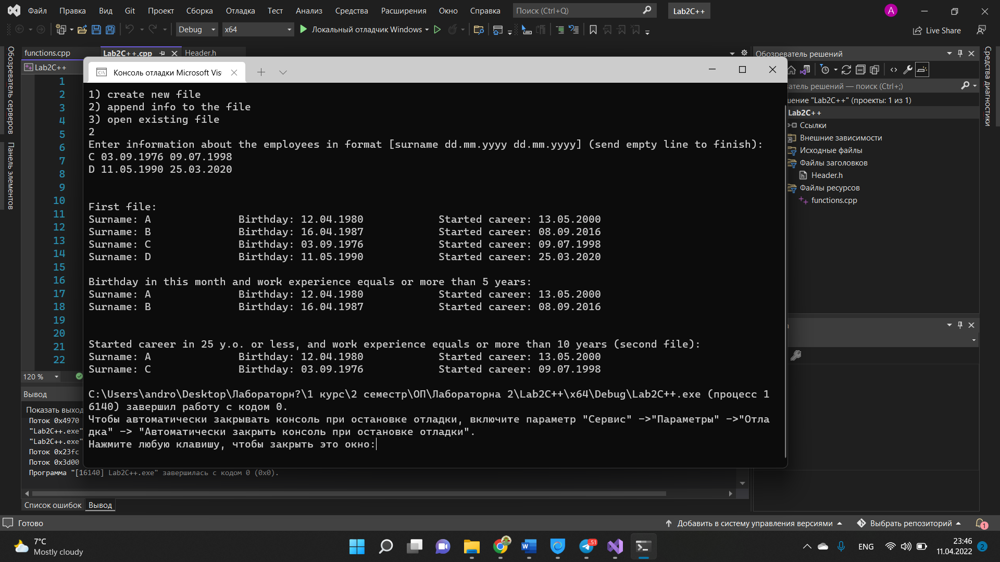 Файл Правка Вид Git Проект Сборка Отладка Тест Анализ Средства Расширения Окно Справка Поиск (Ctrl+Q) Lab2C++ A
Debug x64 Локальный отладчик Windows Live Share
Обозреватель серверов
Панель элементов
functions.cpp Lab2C++.cpp Header.h
Lab2C++
1
2
3
4
5
6
7
8
9
10
11
12
13
14
15
16
17
18
19
20
21
22
Консоль отладки Microsoft Vis
1) create new file
2) append info to the file
3) open existing file
2
Enter information about the employees in format [surname dd.mm.yyyy dd.mm.yyyy] (send empty line to finish):
C 03.09.1976 09.07.1998
D 11.05.1990 25.03.2020
First file:
Surname: A Birthday: 12.04.1980 Started career: 13.05.2000
Surname: B Birthday: 16.04.1987 Started career: 08.09.2016
Surname: C Birthday: 03.09.1976 Started career: 09.07.1998
Surname: D Birthday: 11.05.1990 Started career: 25.03.2020
Birthday in this month and work experience equals or more than 5 years:
Surname: A Birthday: 12.04.1980 Started career: 13.05.2000
Surname: B Birthday: 16.04.1987 Started career: 08.09.2016
Started career in 25 y.o. or less, and work experience equals or more than 10 years (second file):
Surname: A Birthday: 12.04.1980 Started career: 13.05.2000
Surname: C Birthday: 03.09.1976 Started career: 09.07.1998
C:\Users\andro\Desktop\Лабораторн?\1 курс\2 семестр\ОП\Лабораторна 2\Lab2C++\x64\Debug\Lab2C++.exe (процесс 1
6140) завершил работу с кодом 0.
Чтобы автоматически закрывать консоль при остановке отладки, включите параметр "Сервис" ->"Параметры" ->"Отла
дка" -> "Автоматически закрыть консоль при остановке отладки".
Нажмите любую клавишу, чтобы закрыть это окно:
Обозреватель решений
атель решений — поиск (Ctrl+;)
шение "Lab2C++" (проекты: 1 из 1)
Lab2C++
Ссылки
Внешние зависимости
Исходные файлы
Файлы заголовков
Header.h
Файлы ресурсов
functions.cpp
Средства диагностики
120 %
Вывод
Показать выход
Поток 0x4970
"Lab2C++.exe"
"Lab2C++.exe"
Поток 0x23fc
Поток 0x3d00
Программа "[16140] Lab2C++.exe" завершилась с кодом 0 (0x0).
Список ошибок Вывод
Готово Добавить в систему управления версиями Выбрать репозиторий 1
7°C
Mostly cloudy
51
ENG
23:46
11.04.2022
2